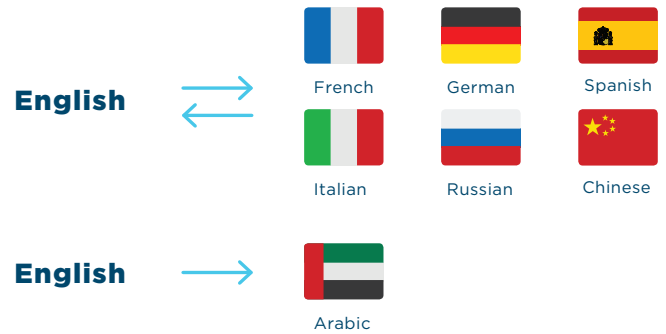 French German Spanish
English
Italian Russian Chinese
English
Arabic